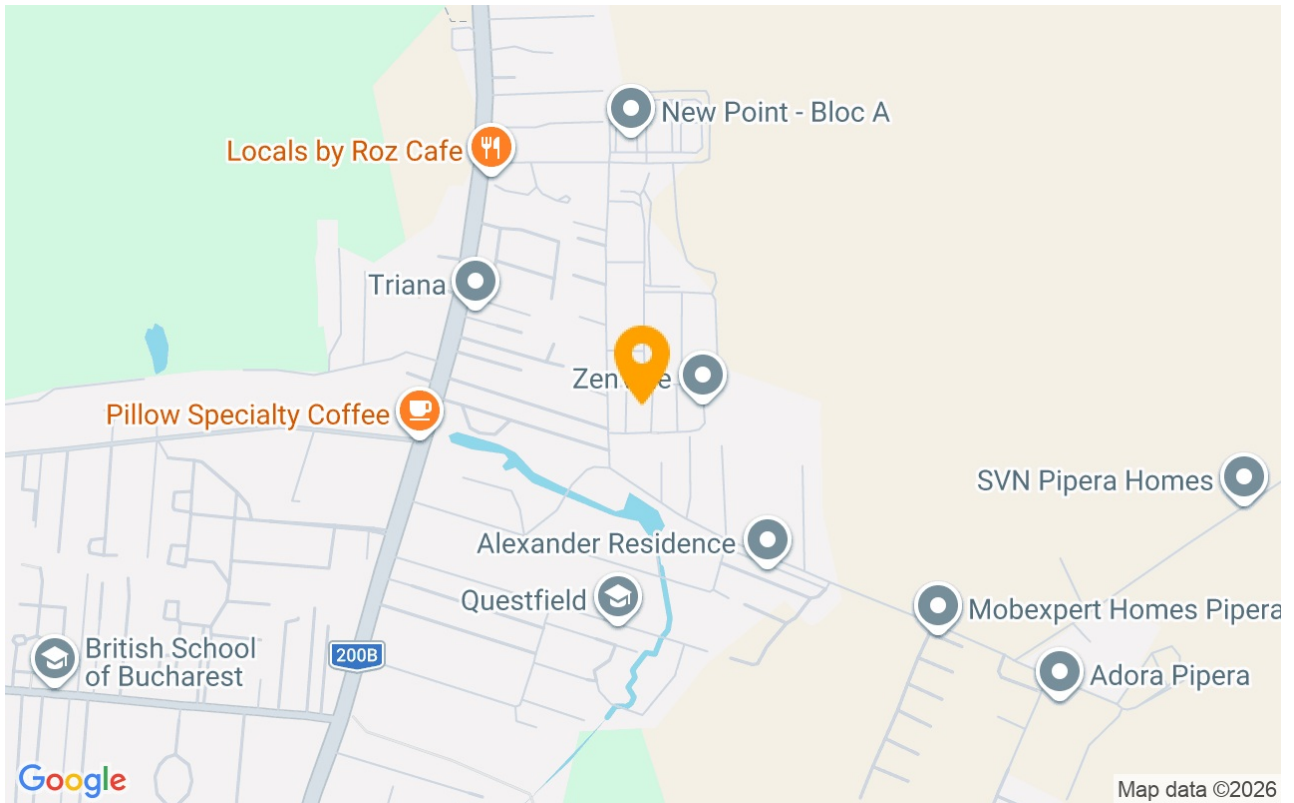 New Point - Bloc A
Locals by Roz Cafe
Triana
Pillow Specialty Coffee
SVN Pipera Homes
Alexander Residence
Questfield
Mobexpert Homes Pipera
British School
of Bucharest
200B
Adora Pipera
Google
Map data ©2026